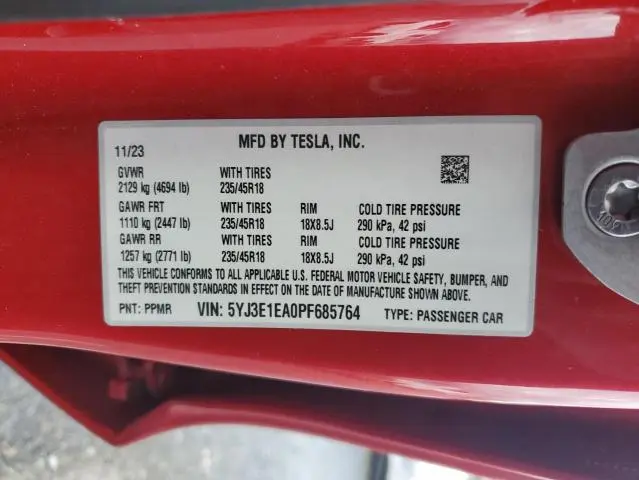 MFD BY TESLA, INC.
11/23
GVWR WITH TIRES
2129 kg (4694 lb) 235/45R18
GAWR FRT WITH TIRES RIM COLD TIRE PRESSURE
1110 kg (2447 lb) 235/45R18 18X8.5J 290 kPa, 42 psi
GAWR RR WITH TIRES RIM COLD TIRE PRESSURE
1257 kg (2771 lb) 235/45R18 18X8.5J 290 kPa, 42 psi
THIS VEHICLE CONFORMS TO ALL APPLICABLE U.S. FEDERAL MOTOR VEHICLE SAFETY, BUMPER, AND
THEFT PREVENTION STANDARDS IN EFFECT ON THE DATE OF MANUFACTURE SHOWN ABOVE.
PNT: PPMR VIN: 5YJ3E1EA0PF685764 TYPE: PASSENGER CAR
10.9